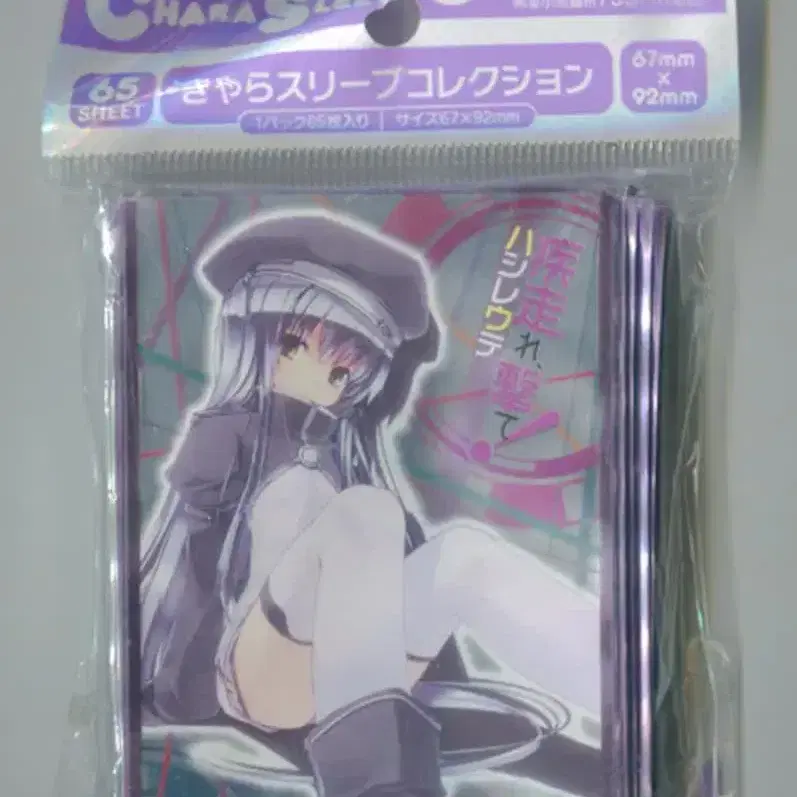 CHARA SLEEVE
65
SHEET
きゃらスリーブコレクション
67mm
×
92mm
1パック65枚入り
サイズ67×92mm
疾走れ、撃て!
ハシレウテ